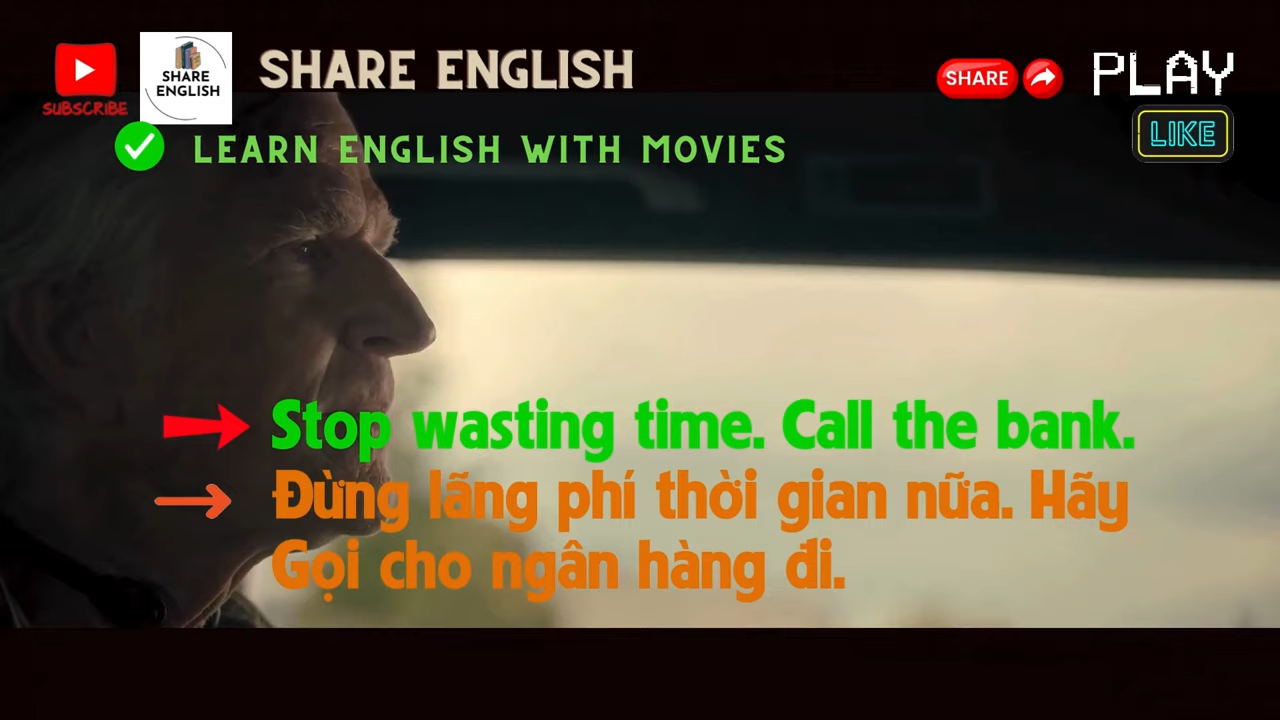 SHARE ENGLISH
SHARE
PLAY
SUBSCRIBE
SHARE
ENGLISH
LIKE
LEARN ENGLISH WITH MOVIES
Stop wasting time. Call the bank.
Đừng lãng phí thời gian nữa. Hãy
Gọi cho ngân hàng đi.